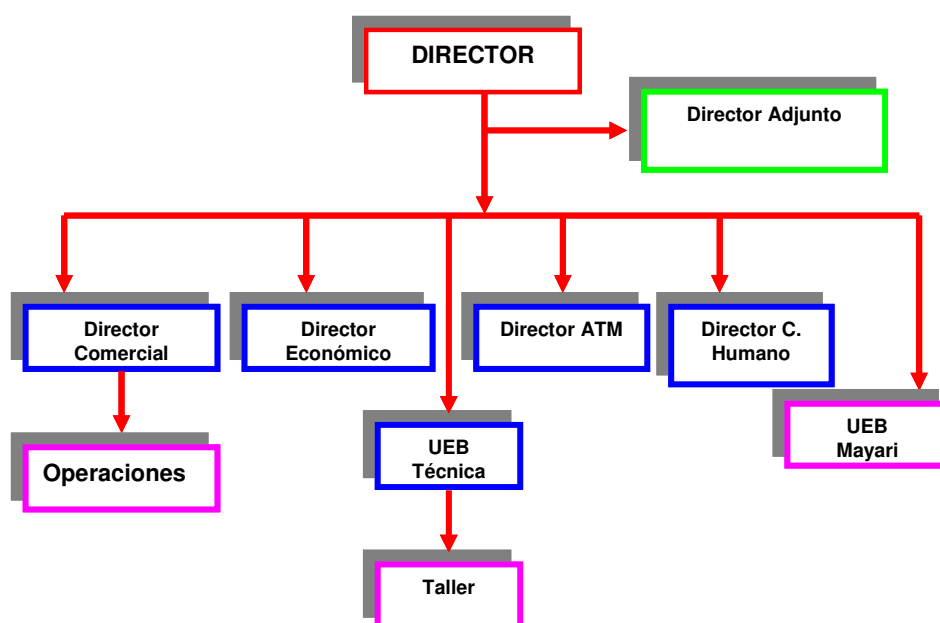 DIRECTOR
Director Adjunto
Director
Comercial
Director
Económico
Director ATM
Director C.
Humano
UEB
Mayari
Operaciones
UEB
Técnica
Taller